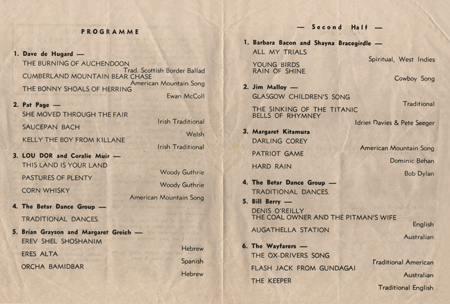 PROGRAMME
1. Dave de Hugard —
THE BURNING OF AUCHENDOON
Trad. Scottish Border Ballad
CUMBERLAND MOUNTAIN BEAR CHASE
American Mountain Song
THE BONNY SHOALS OF HERRING
Ewan McColl
2. Pat Page —
SHE MOVED THROUGH THE FAIR
Irish Traditional
SAUCEPAN BACH
Welsh
KELLY THE BOY FROM KILLANE
Irish Traditional
3. LOU DOR and Coralie Muir —
THIS LAND IS YOUR LAND
Woody Guthrie
PASTURES OF PLENTY
Woody Guthrie
CORN WHISKY
American Mountain Song
4. The Betar Dance Group —
TRADITIONAL DANCES.
5. Brian Grayson and Margaret Greich —
EREV SHEL SHOSHANIM
Hebrew
ERES ALTA
Spanish
ORCHA BAMIDBAR
Hebrew
— Second Half —
1. Barbara Bacon and Shayna Bracegirdle —
ALL MY TRIALS
Spiritual, West Indies
YOUNG BIRDS
RAIN OF SHINE
Cowboy Song
2. Jim Malloy —
GLASGOW CHILDREN'S SONG
Traditional
THE SINKING OF THE TITANIC
BELLS OF RHYMNEY
Idries Davies & Pete Seeger
3. Margaret Kitamura
DARLING COREY
American Mountain Song
PATRIOT GAME
Dominic Behan
HARD RAIN
Bob Dylan
4. The Betar Dance Group —
TRADITIONAL DANCES.
5. Bill Berry —
DENIS O'REILLY
THE COAL OWNER AND THE PITMAN'S WIFE
English
AUGATHELLA STATION
Australian
6. The Wayfarers —
THE OX-DRIVERS SONG
Traditional American
FLASH JACK FROM GUNDAGAI
Australian
THE KEEPER
Traditional English